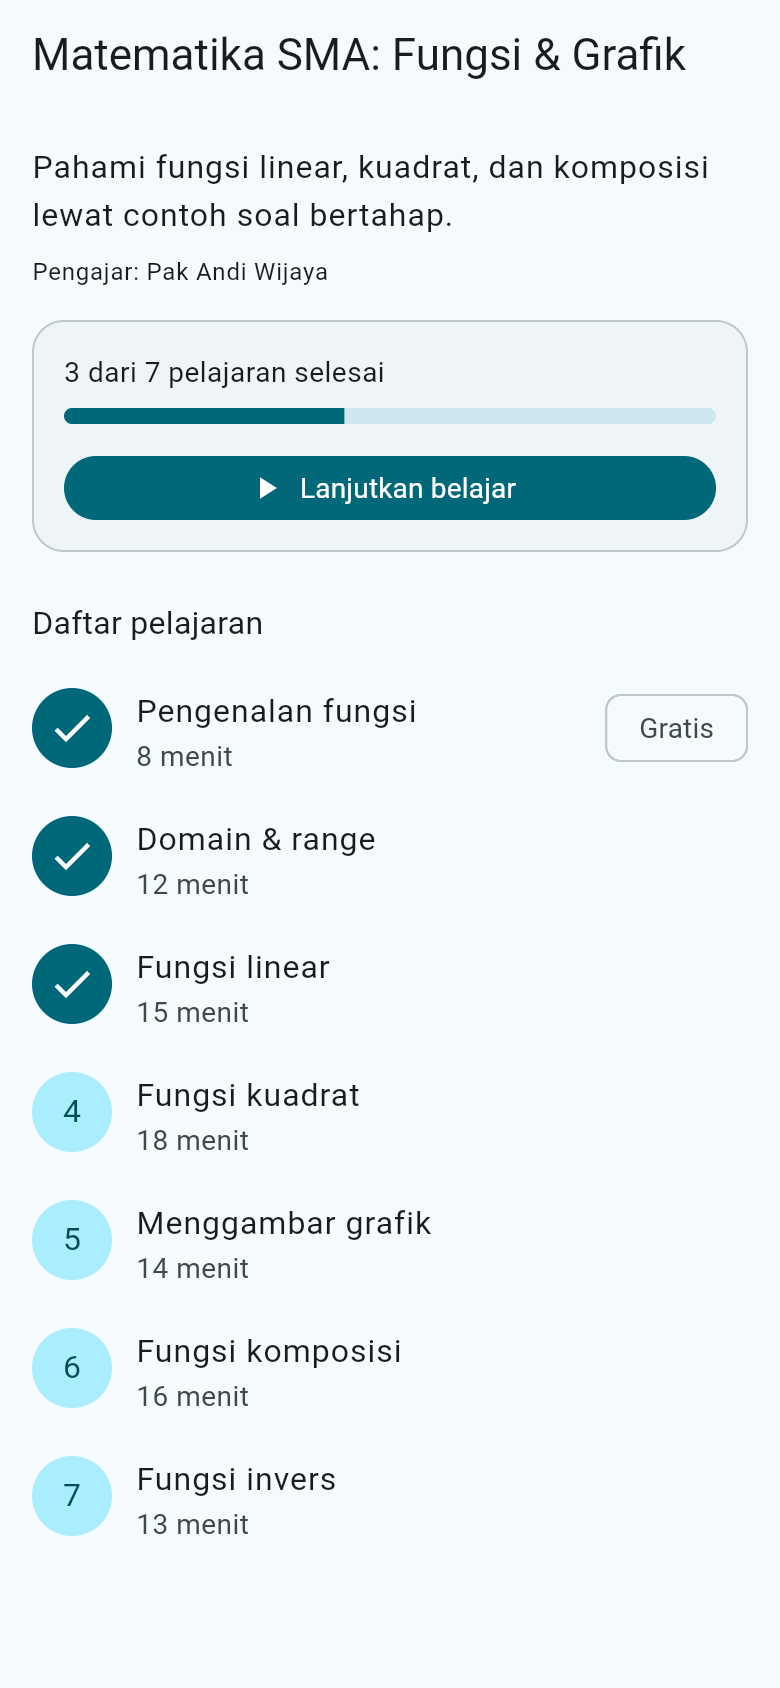 Matematika SMA: Fungsi & Grafik
Pahami fungsi linear, kuadrat, dan komposisi
lewat contoh soal bertahap.
Pengajar: Pak Andi Wijaya
3 dari 7 pelajaran selesai
Lanjutkan belajar
Daftar pelajaran
Pengenalan fungsi
8 menit
Gratis
Domain & range
12 menit
Fungsi linear
15 menit
4
Fungsi kuadrat
18 menit
5
Menggambar grafik
14 menit
6
Fungsi komposisi
16 menit
7
Fungsi invers
13 menit